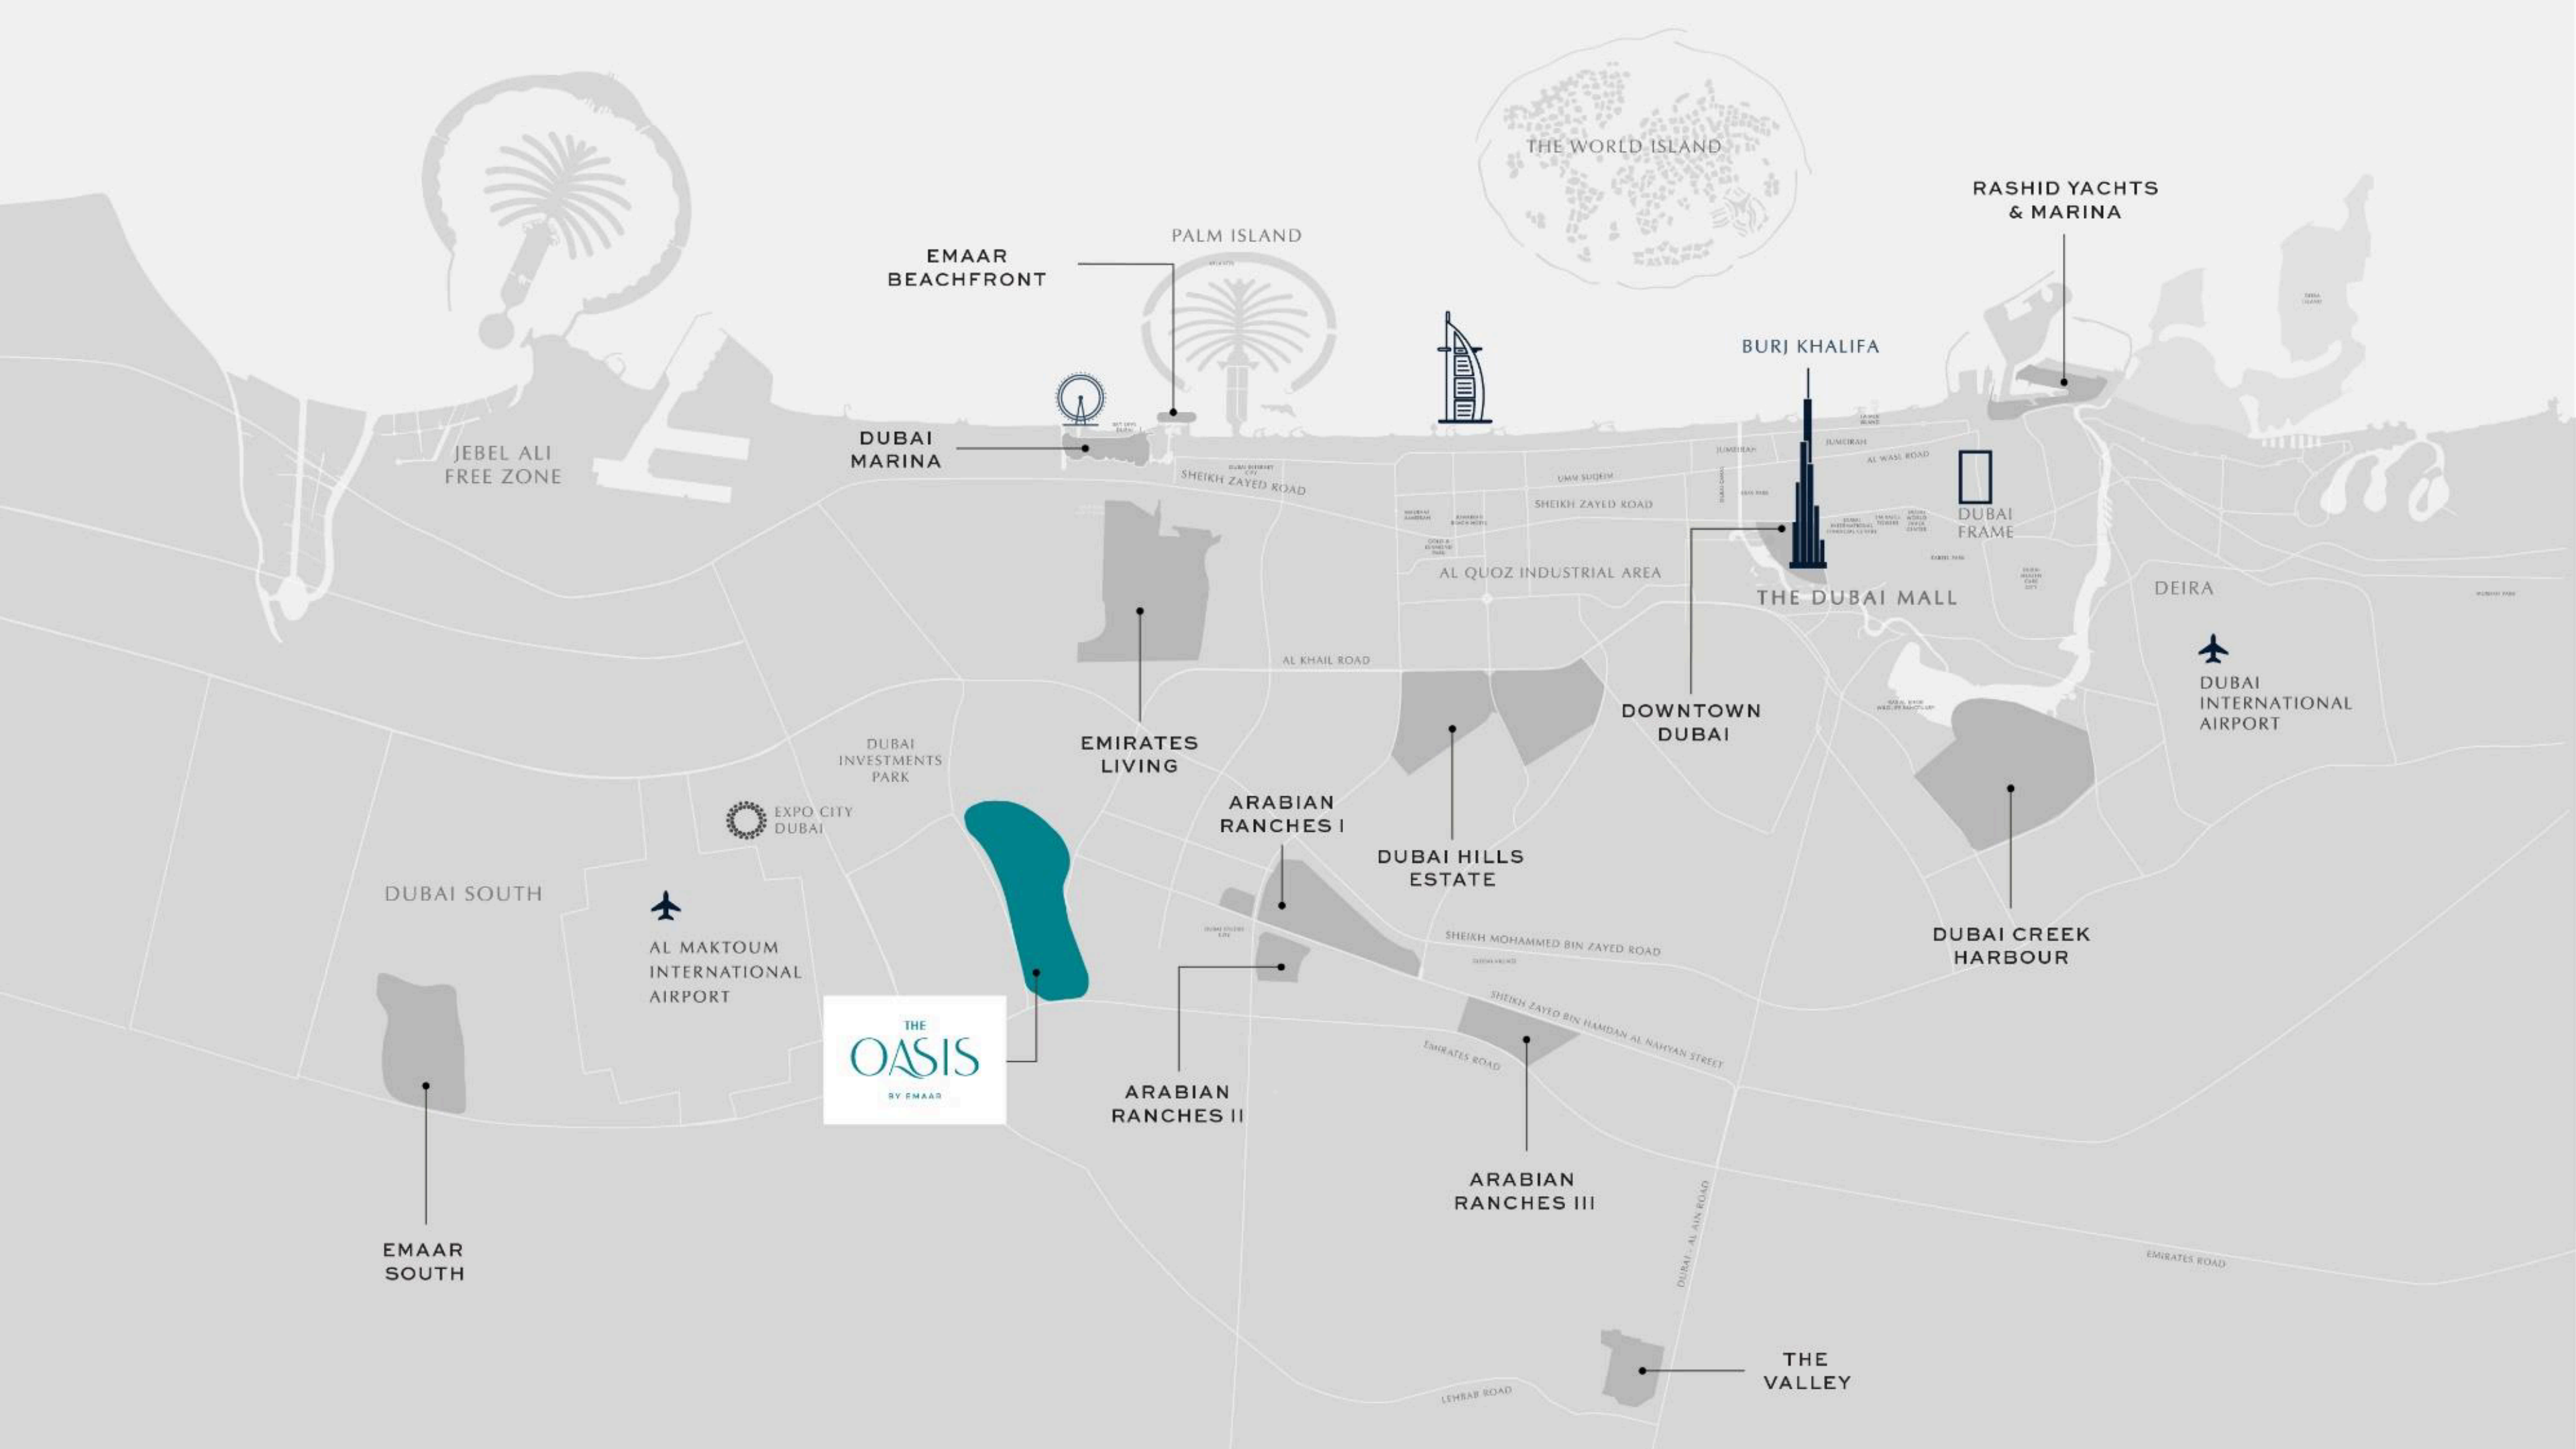 THE WORLD ISLAND
RASHID YACHTS
& MARINA
PALM ISLAND
EMAAR
BEACHFRONT
BURJ KHALIFA
DUBAI
MARINA
JEBEL ALI
FREE ZONE
SHEIKH ZAYED ROAD
JUMEIRAH
JUMEIRAH
AL WASL ROAD
UMM SUQEIM
SHEIKH ZAYED ROAD
DUBAI
FRAME
AL QUOZ INDUSTRIAL AREA
THE DUBAI MALL
DEIRA
AL KHAIL ROAD
DUBAI
INTERNATIONAL
AIRPORT
DOWNTOWN
DUBAI
EMIRATES
LIVING
DUBAI
INVESTMENTS
PARK
EXPO CITY
DUBAI
ARABIAN
RANCHES I
DUBAI HILLS
ESTATE
DUBAI SOUTH
AL MAKTOUM
INTERNATIONAL
AIRPORT
SHEIKH MOHAMMED BIN ZAYED ROAD
DUBAI CREEK
HARBOUR
SHEIKH ZAYED BIN HAMDAN AL NAHYAN STREET
THE
OASIS
BY EMAAR
EMIRATES ROAD
ARABIAN
RANCHES II
ARABIAN
RANCHES III
DUBAI - AL AIN ROAD
EMAAR
SOUTH
EMIRATES ROAD
THE
VALLEY
LEHBAB ROAD